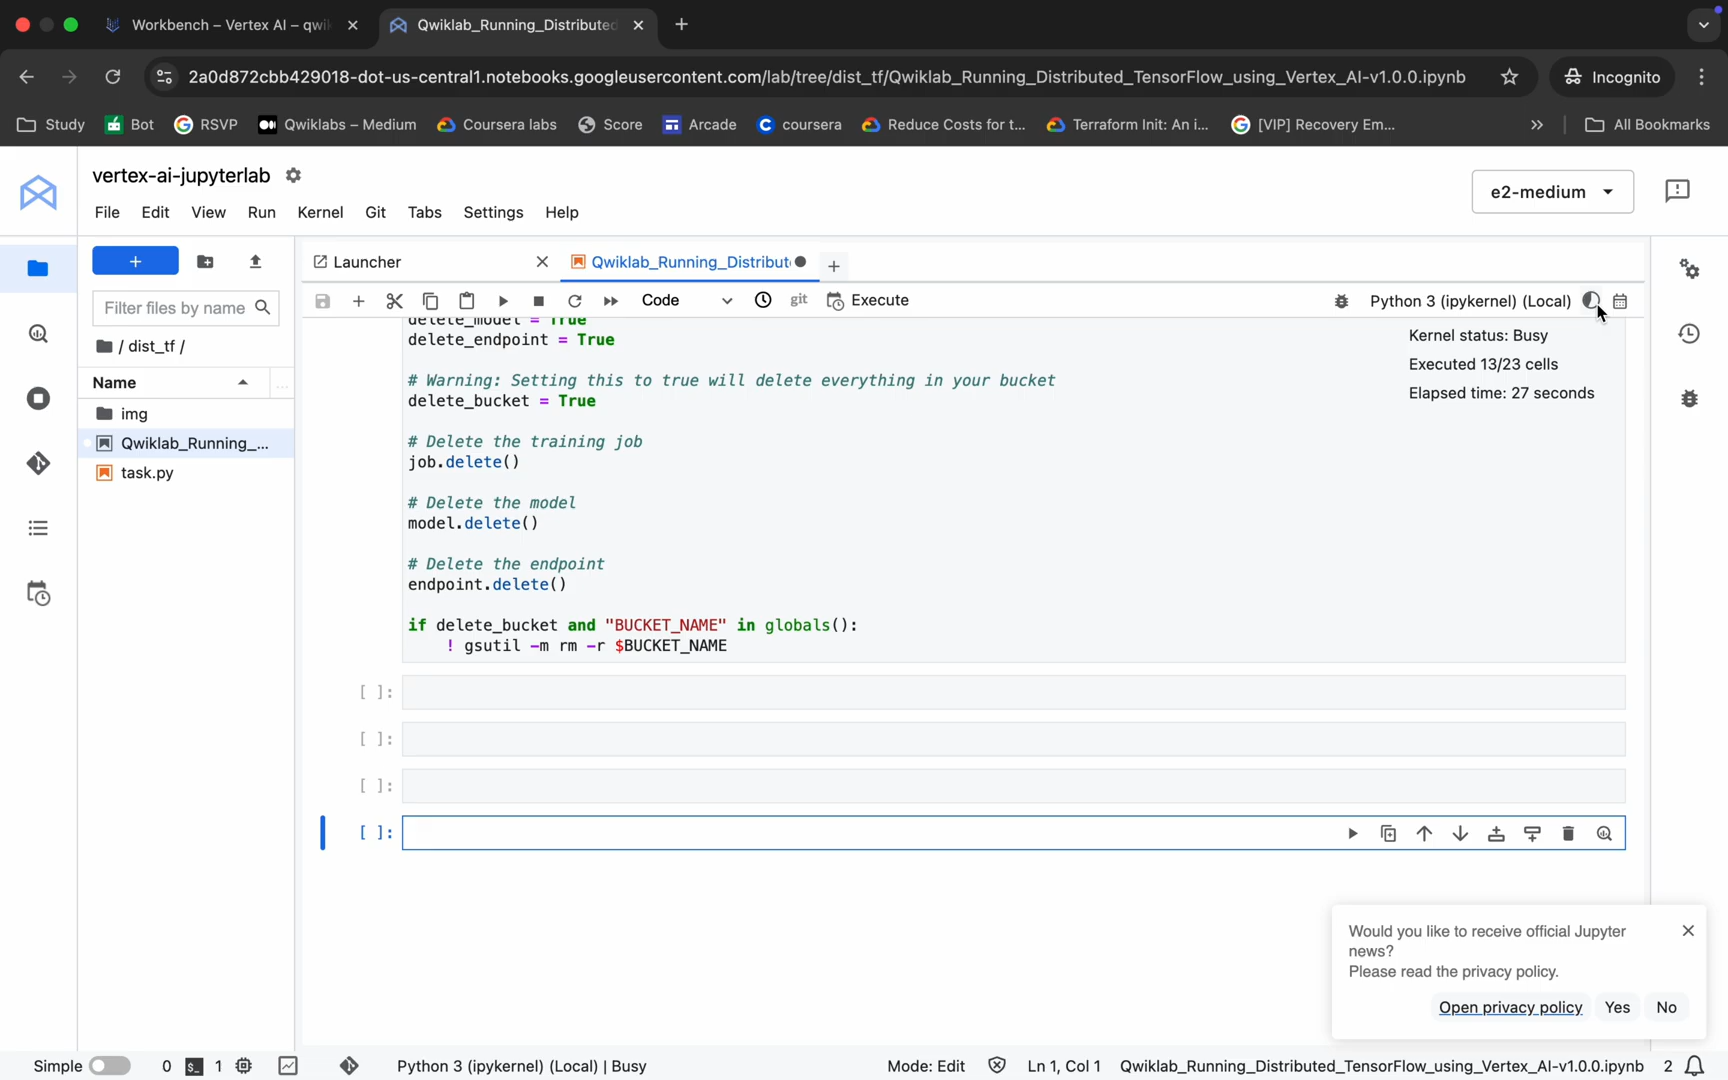 Workbench – Vertex AI – qwi
Qwiklab_Running_Distributed
2a0d872cbb429018-dot-us-central1.notebooks.googleusercontent.com/lab/tree/dist_tf/Qwiklab_Running_Distributed_TensorFlow_using_Vertex_AI-v1.0.0.ipynb
Incognito
Study
Bot
RSVP
Qwiklabs – Medium
Coursera labs
Score
Arcade
coursera
Reduce Costs for t...
Terraform Init: An i...
[VIP] Recovery Em...
All Bookmarks
vertex-ai-jupyterlab
e2-medium
File Edit View Run Kernel Git Tabs Settings Help
Launcher
Qwiklab_Running_Distribut
Filter files by name
Code
git
Execute
Python 3 (ipykernel) (Local)
/ dist_tf /
Name
...
img
Qwiklab_Running_...
task.py
Kernel status: Busy
Executed 13/23 cells
Elapsed time: 27 seconds
delete_model = True
delete_endpoint = True
# Warning: Setting this to true will delete everything in your bucket
delete_bucket = True
# Delete the training job
job.delete()
# Delete the model
model.delete()
# Delete the endpoint
endpoint.delete()
if delete_bucket and "BUCKET_NAME" in globals():
! gsutil -m rm -r $BUCKET_NAME
[ ]:
[ ]:
[ ]:
[ ]:
Would you like to receive official Jupyter
news?
Please read the privacy policy.
Open privacy policy Yes No
Simple 0 1 Python 3 (ipykernel) (Local) | Busy Mode: Edit Ln 1, Col 1 Qwiklab_Running_Distributed_TensorFlow_using_Vertex_AI-v1.0.0.ipynb 2